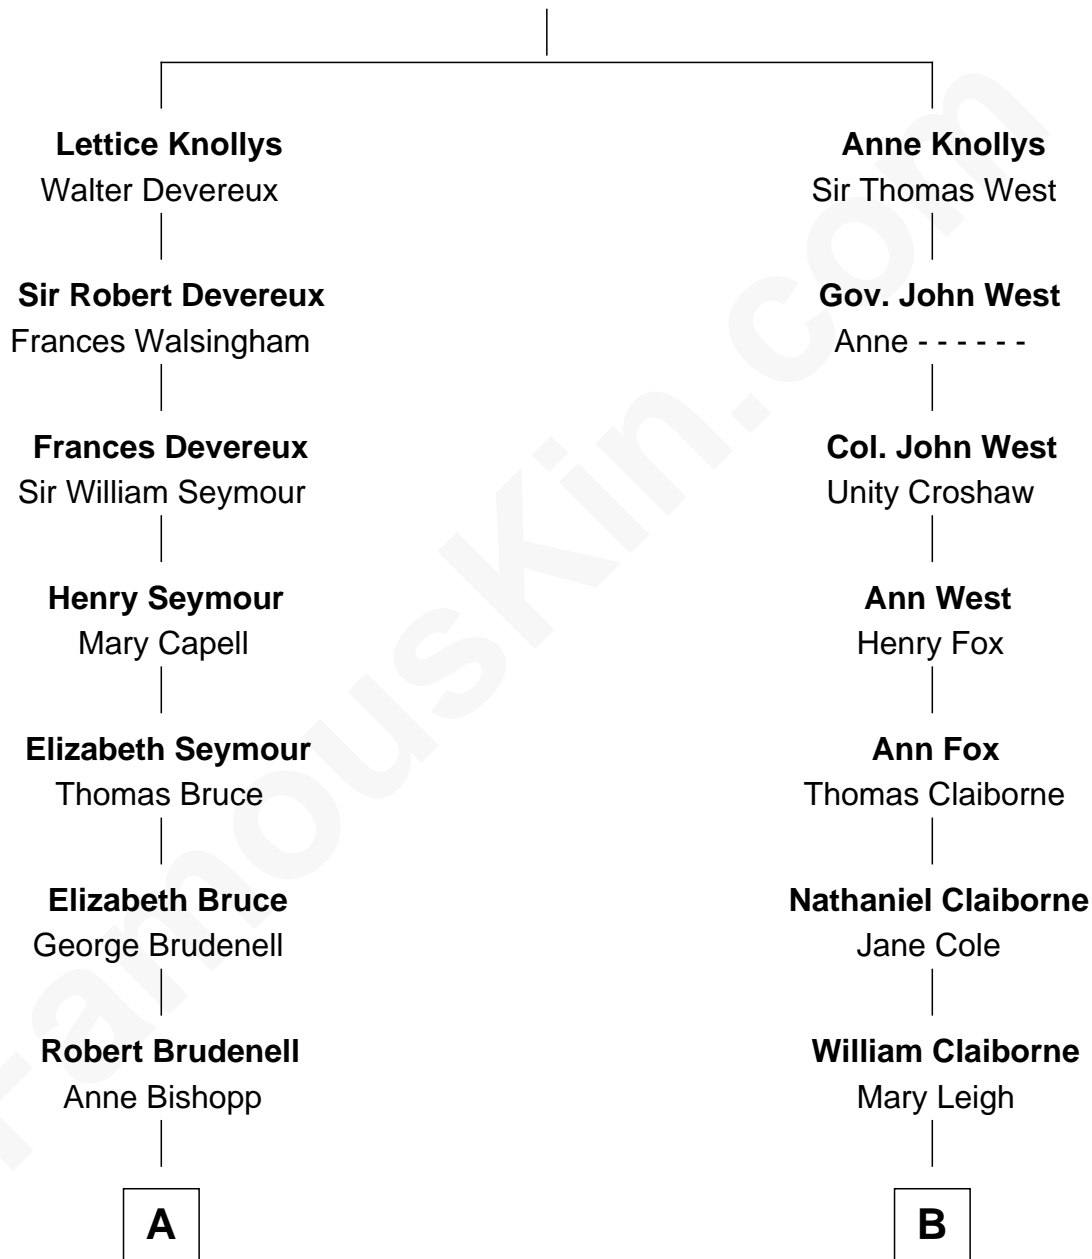 Lettice Knollys
Walter Devereux
Sir Robert Devereux
Frances Walsingham
Frances Devereux
Sir William Seymour
Henry Seymour
Mary Capell
Elizabeth Seymour
Thomas Bruce
Elizabeth Bruce
George Brudenell
Robert Brudenell
Anne Bishopp
A
Anne Knollys
Sir Thomas West
Gov. John West
Anne - - - - - -
Col. John West
Unity Croshaw
Ann West
Henry Fox
Ann Fox
Thomas Claiborne
Nathaniel Claiborne
Jane Cole
William Claiborne
Mary Leigh
B
FamousKin.com